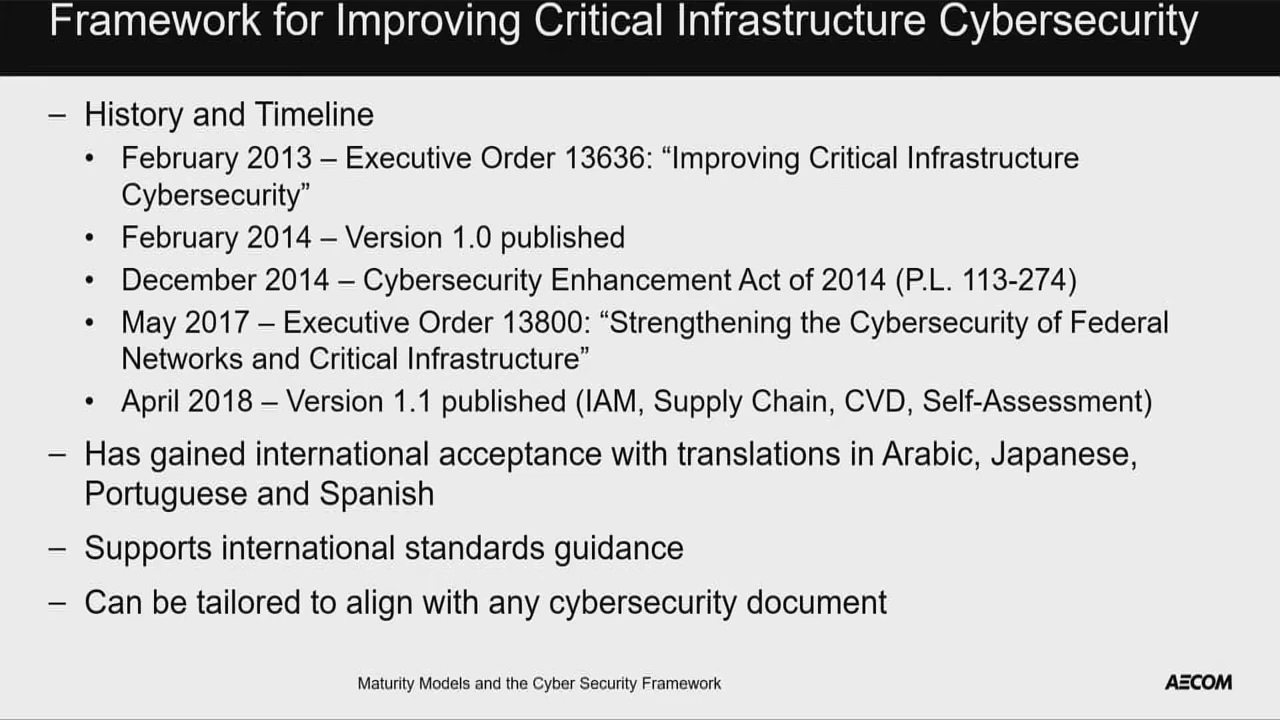 Framework for Improving Critical Infrastructure Cybersecurity
– History and Timeline
• February 2013 – Executive Order 13636: “Improving Critical Infrastructure
Cybersecurity”
• February 2014 – Version 1.0 published
• December 2014 – Cybersecurity Enhancement Act of 2014 (P.L. 113-274)
• May 2017 – Executive Order 13800: “Strengthening the Cybersecurity of Federal
Networks and Critical Infrastructure”
• April 2018 – Version 1.1 published (IAM, Supply Chain, CVD, Self-Assessment)
– Has gained international acceptance with translations in Arabic, Japanese,
Portuguese and Spanish
– Supports international standards guidance
– Can be tailored to align with any cybersecurity document
Maturity Models and the Cyber Security Framework
AECOM